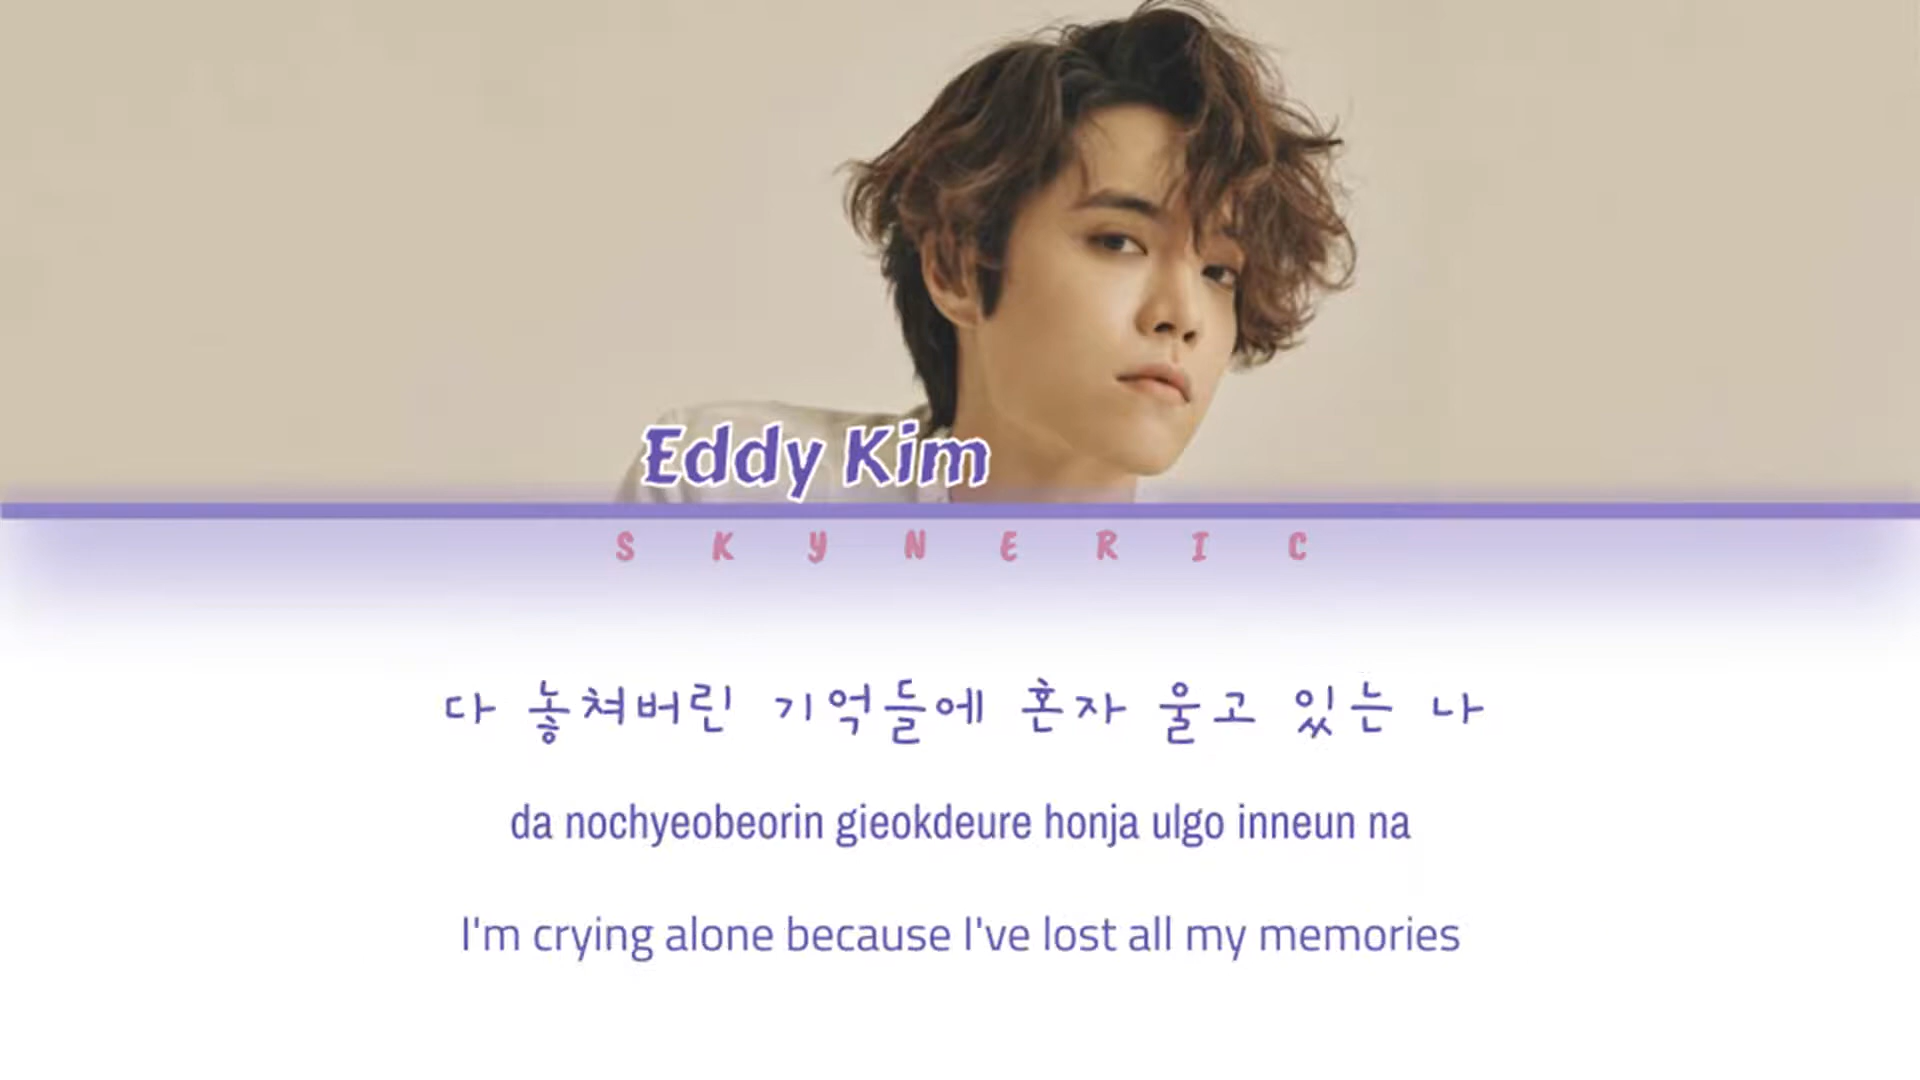 Eddy Kim
SKYNERIC
다 놓쳐버린 기억들에 혼자 울고 있는 나
da nochyeobeorin gieokdeure honja ulgo inneun na
I'm crying alone because I've lost all my memories